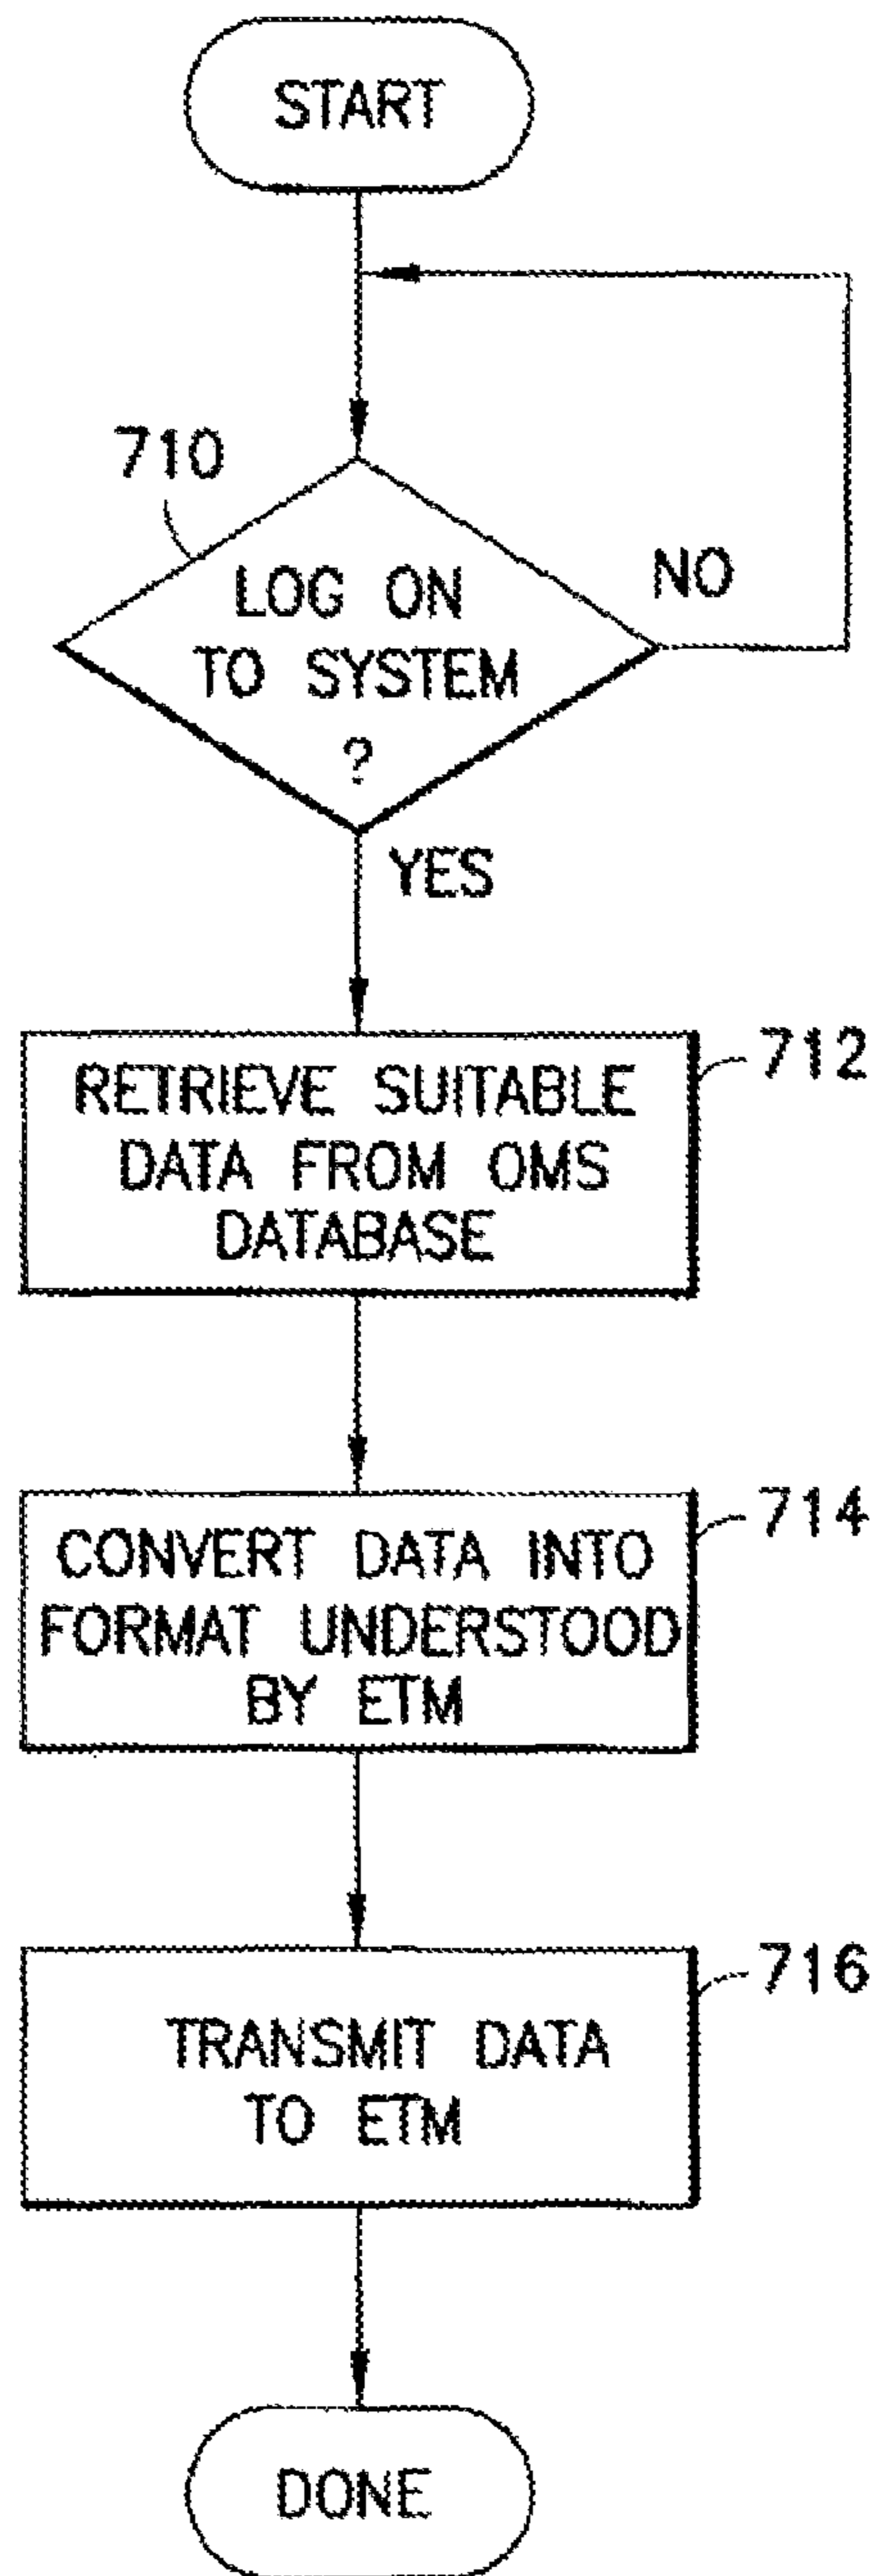 START
710
LOG ON
TO SYSTEM
?
NO
YES
712
RETRIEVE SUITABLE
DATA FROM OMS
DATABASE
714
CONVERT DATA INTO
FORMAT UNDERSTOOD
BY ETM
716
TRANSMIT DATA
TO ETM
DONE